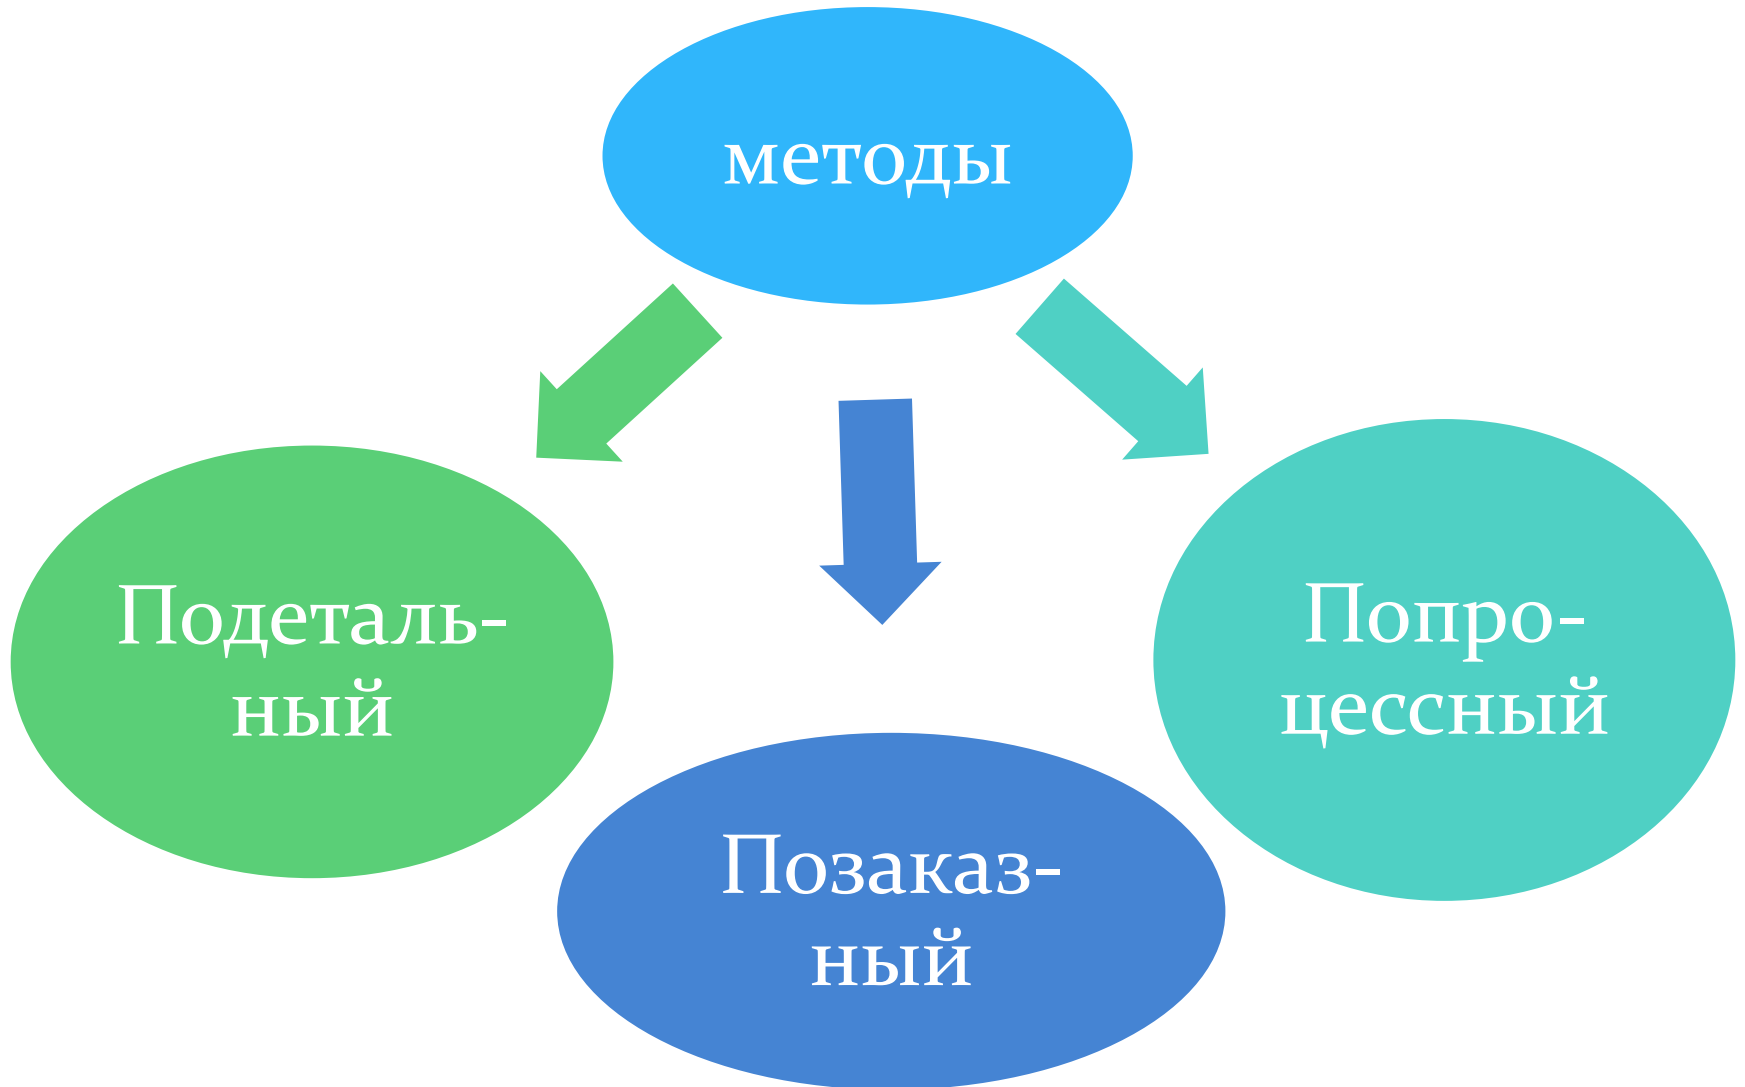 методы
Подеталь-
ный
Позаказ-
ный
Попро-
цессный